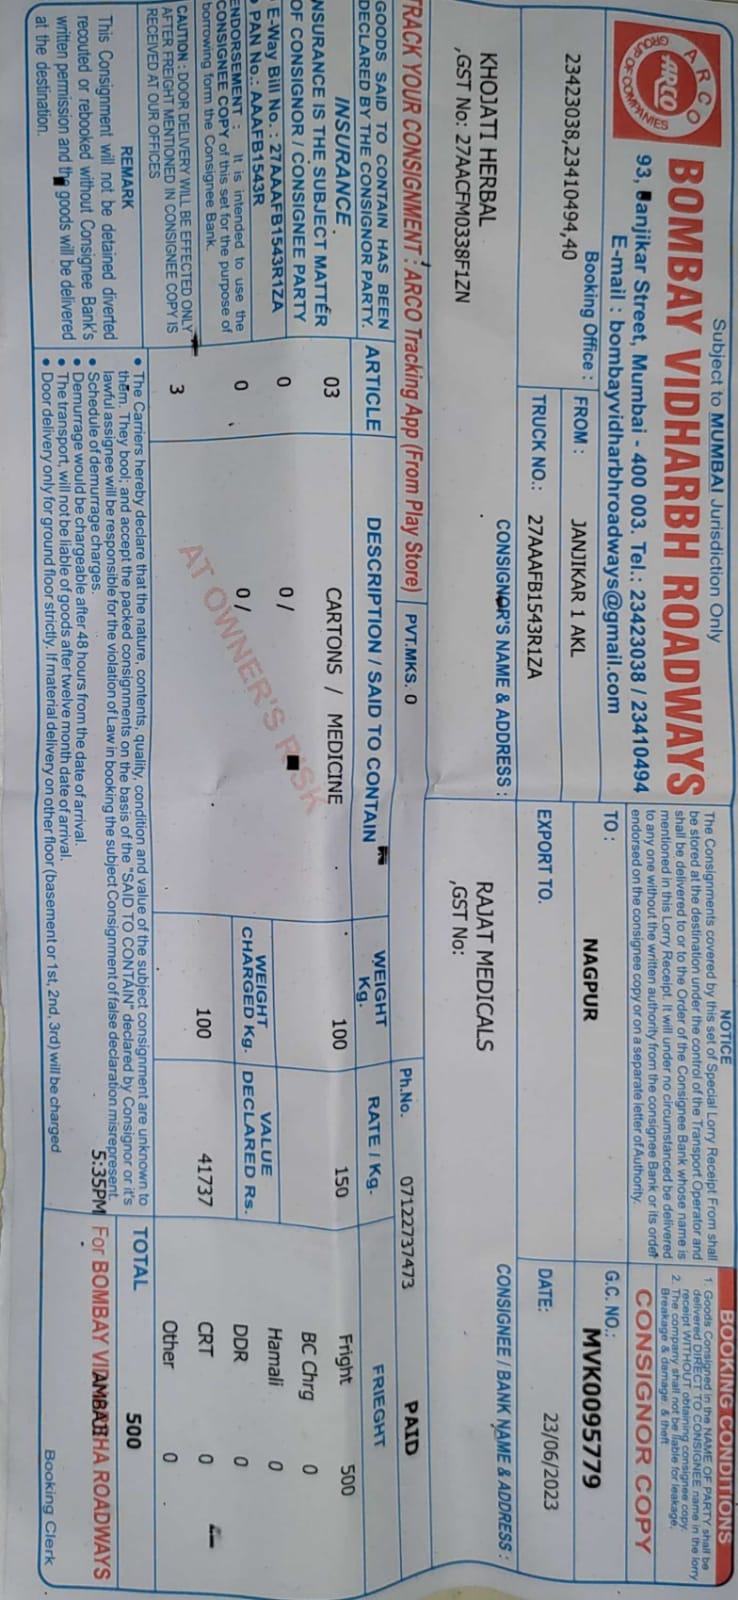 Subject to MUMBAI Jurisdiction Only
ARCO
ARCO
GROUP OF COMPANIES
BOMBAY VIDHARBH ROADWAYS
93, Janjikar Street, Mumbai - 400 003. Tel.: 23423038 / 23410494
E-mail : bombayvidharbhroadways@gmail.com
NOTICE
The Consignments covered by this set of Special Lorry Receipt From shall
be stored at the destination under the control of the Transport Operator and
shall be delivered to or to the Order of the Consignee Bank whose name is
mentioned in this Lorry Receipt. It will under no circumstanced be delivered
to any one without the written authority from the consignee Bank or its order
endorsed on the consignee copy or on a separate letter of Authority.
BOOKING CONDITIONS
1. Goods Consigned in the NAME OF PARTY shall be
delivered DIRECT TO CONSIGNEE name in the lorry
receipt WITHOUT obtaining consignee copy.
2. The company shall not be liable for leakage,
Breakage & damage. & theft
CONSIGNOR COPY
23423038,23410494,40
Booking Office :
FROM :
JANJIKAR 1 AKL
TO :
NAGPUR
G.C. NO.:
MVK0095779
TRUCK NO.:
27AAAFB1543R1ZA
EXPORT TO.
DATE:
23/06/2023
CONSIGNOR'S NAME & ADDRESS :
KHOJATI HERBAL
,GST No: 27AACFM0338F1ZN
CONSIGNEE / BANK NAME & ADDRESS :
RAJAT MEDICALS
,GST No:
TRACK YOUR CONSIGNMENT : ARCO Tracking App (From Play Store)
PVT.MKS. 0
Ph.No.
07122737473
PAID
GOODS SAID TO CONTAIN HAS BEEN
DECLARED BY THE CONSIGNOR PARTY.
ARTICLE
DESCRIPTION / SAID TO CONTAIN
WEIGHT
Kg.
RATE / Kg.
FRIEGHT
INSURANCE
INSURANCE IS THE SUBJECT MATTER
OF CONSIGNOR / CONSIGNEE PARTY
03
CARTONS / MEDICINE
100
150
Fright 500
BC Chrg 0
E-Way Bill No. : 27AAAFB1543R1ZA
PAN No.: AAAFB1543R
0
0 /
Hamali 0
ENDORSEMENT : It is intended to use the
CONSIGNEE COPY of this set for the purpose of
borrowing form the Consignee Bank.
0
0 /
WEIGHT
CHARGED Kg.
VALUE
DECLARED Rs.
DDR 0
100
41737
CRT 0
CAUTION : DOOR DELIVERY WILL BE EFFECTED ONLY
AFTER FREIGHT MENTIONED IN CONSIGNEE COPY IS
RECEIVED AT OUR OFFICES
3
AT OWNER'S RISK
Other 0
REMARK
This Consignment will not be detained diverted
recouted or rebooked without Consignee Bank's
written permission and the goods will be delivered
at the destination.
• The Carriers hereby declare that the nature, contents, quality, condition and value of the subject consignment are unknown to
them. They bool; and accept the packed consignments on the basis of the "SAID TO CONTAIN" declared by Consignor or it's
lawful assignee will be responsible for the violation of Law in booking the subject Consignment of false declaration misrepresent.
• Schedule of demurrage charges.
• Demurrage would be chargeable after 48 hours from the date of arrival.
• The transport, will not be liable of goods after twelve month date of arrival.
• Door delivery only for ground floor strictly. If material delivery on other floor (basement or 1st, 2nd, 3rd) will be charged
5:35PM
TOTAL
500
For BOMBAY VIDARBHA ROADWAYS
AMBAR
Booking Clerk